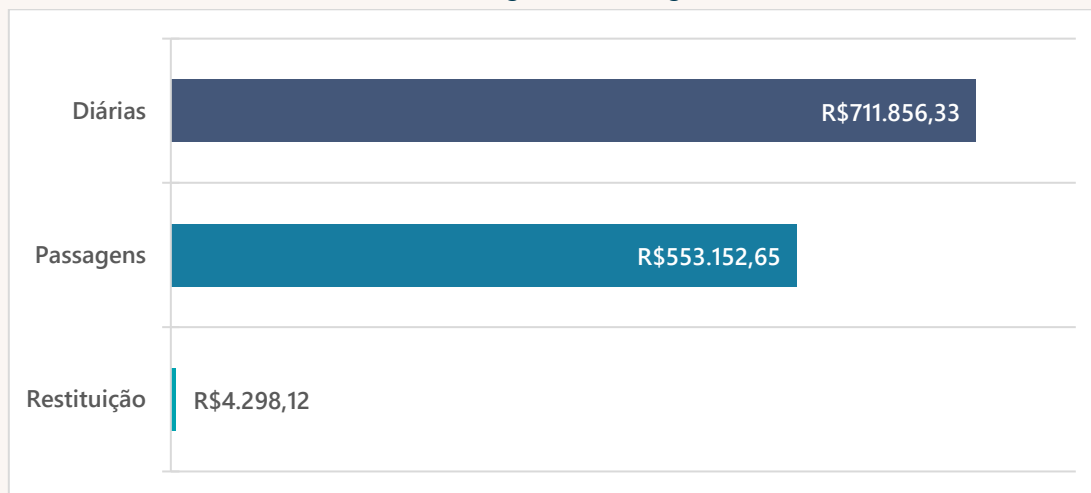 Diárias
R$711.856,33
Passagens
R$553.152,65
Restituição
R$4.298,12